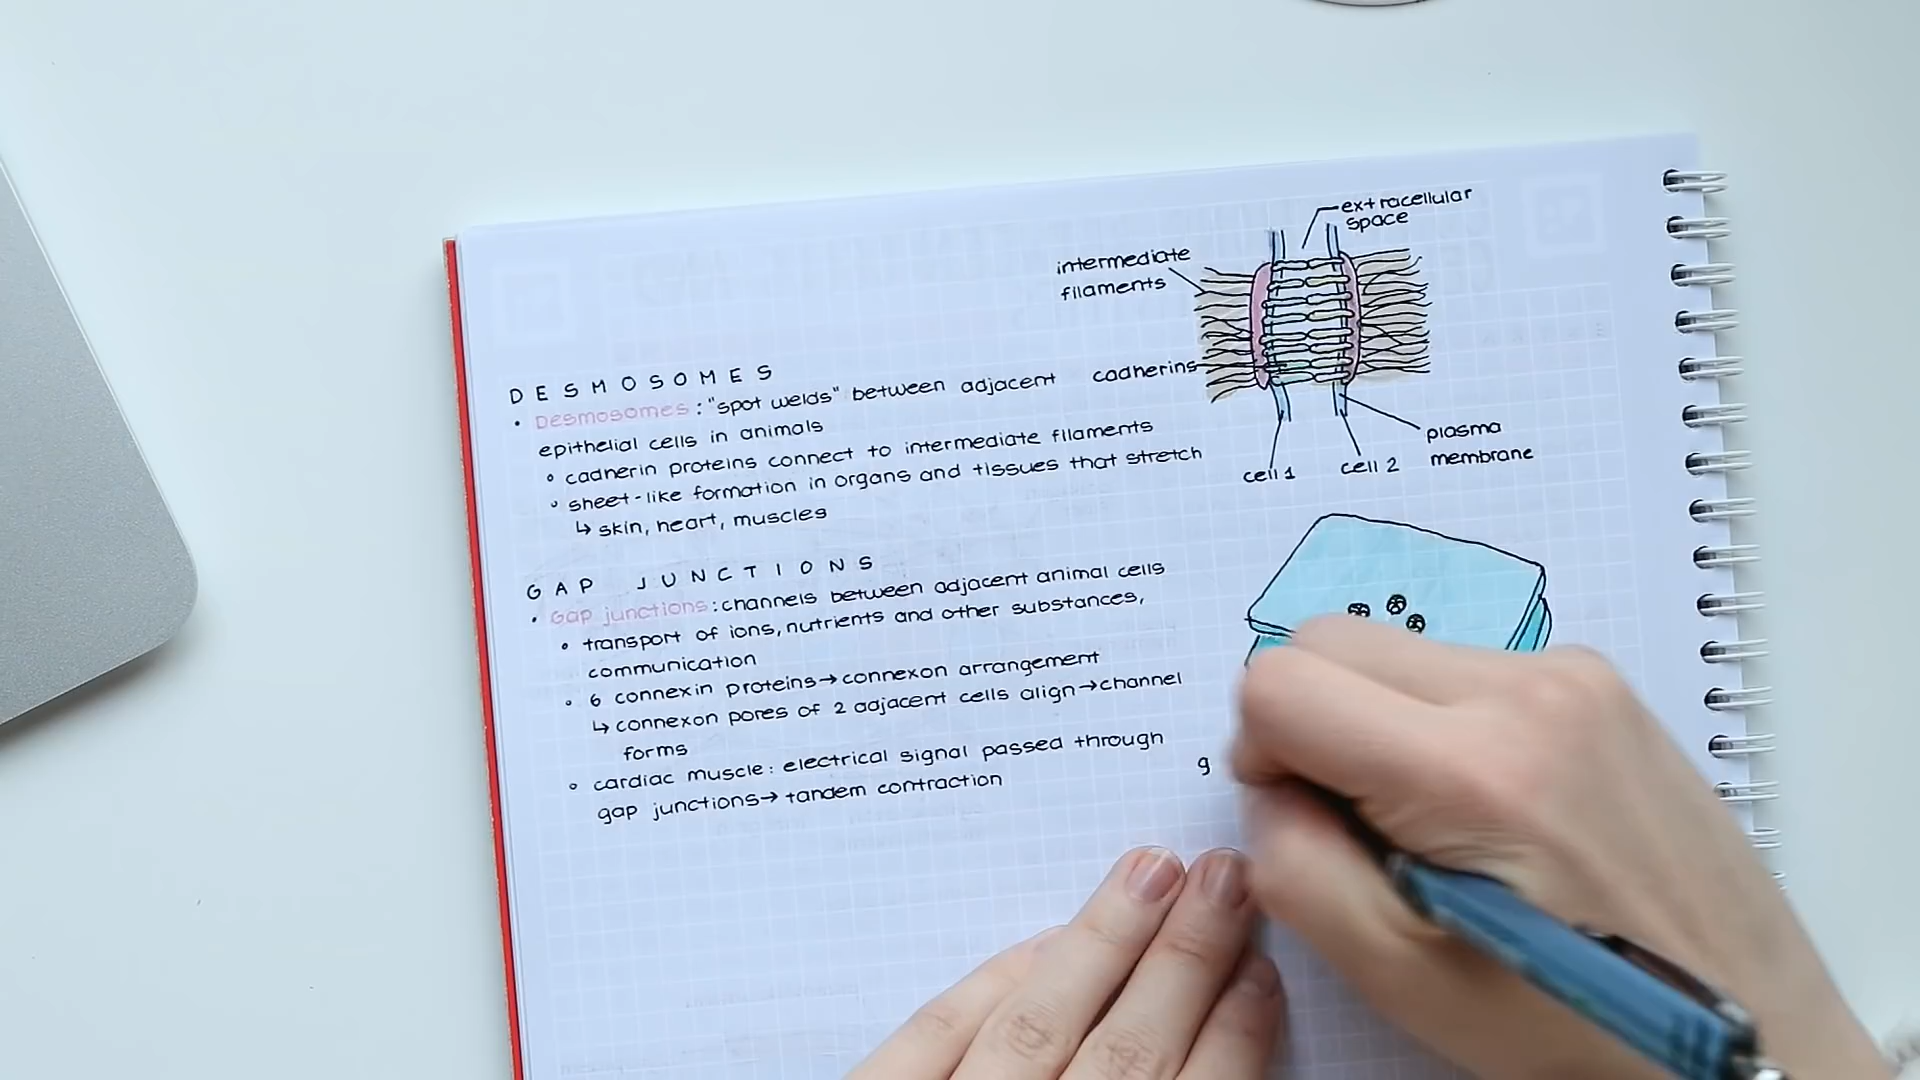 DESMOSOMES
• Desmosomes: "spot welds" between adjacent
epithelial cells in animals
° cadherin proteins connect to intermediate filaments
° sheet-like formation in organs and tissues that stretch
↳ skin, heart, muscles
GAP JUNCTIONS
• Gap junctions: channels between adjacent animal cells
° transport of ions, nutrients and other substances,
communication
° 6 connexin proteins → connexon arrangement
↳ connexon pores of 2 adjacent cells align → channel
forms
° cardiac muscle: electrical signal passed through
gap junctions → tandem contraction
extracellular
space
intermediate
filaments
cadherins
plasma
membrane
cell 1
cell 2
g